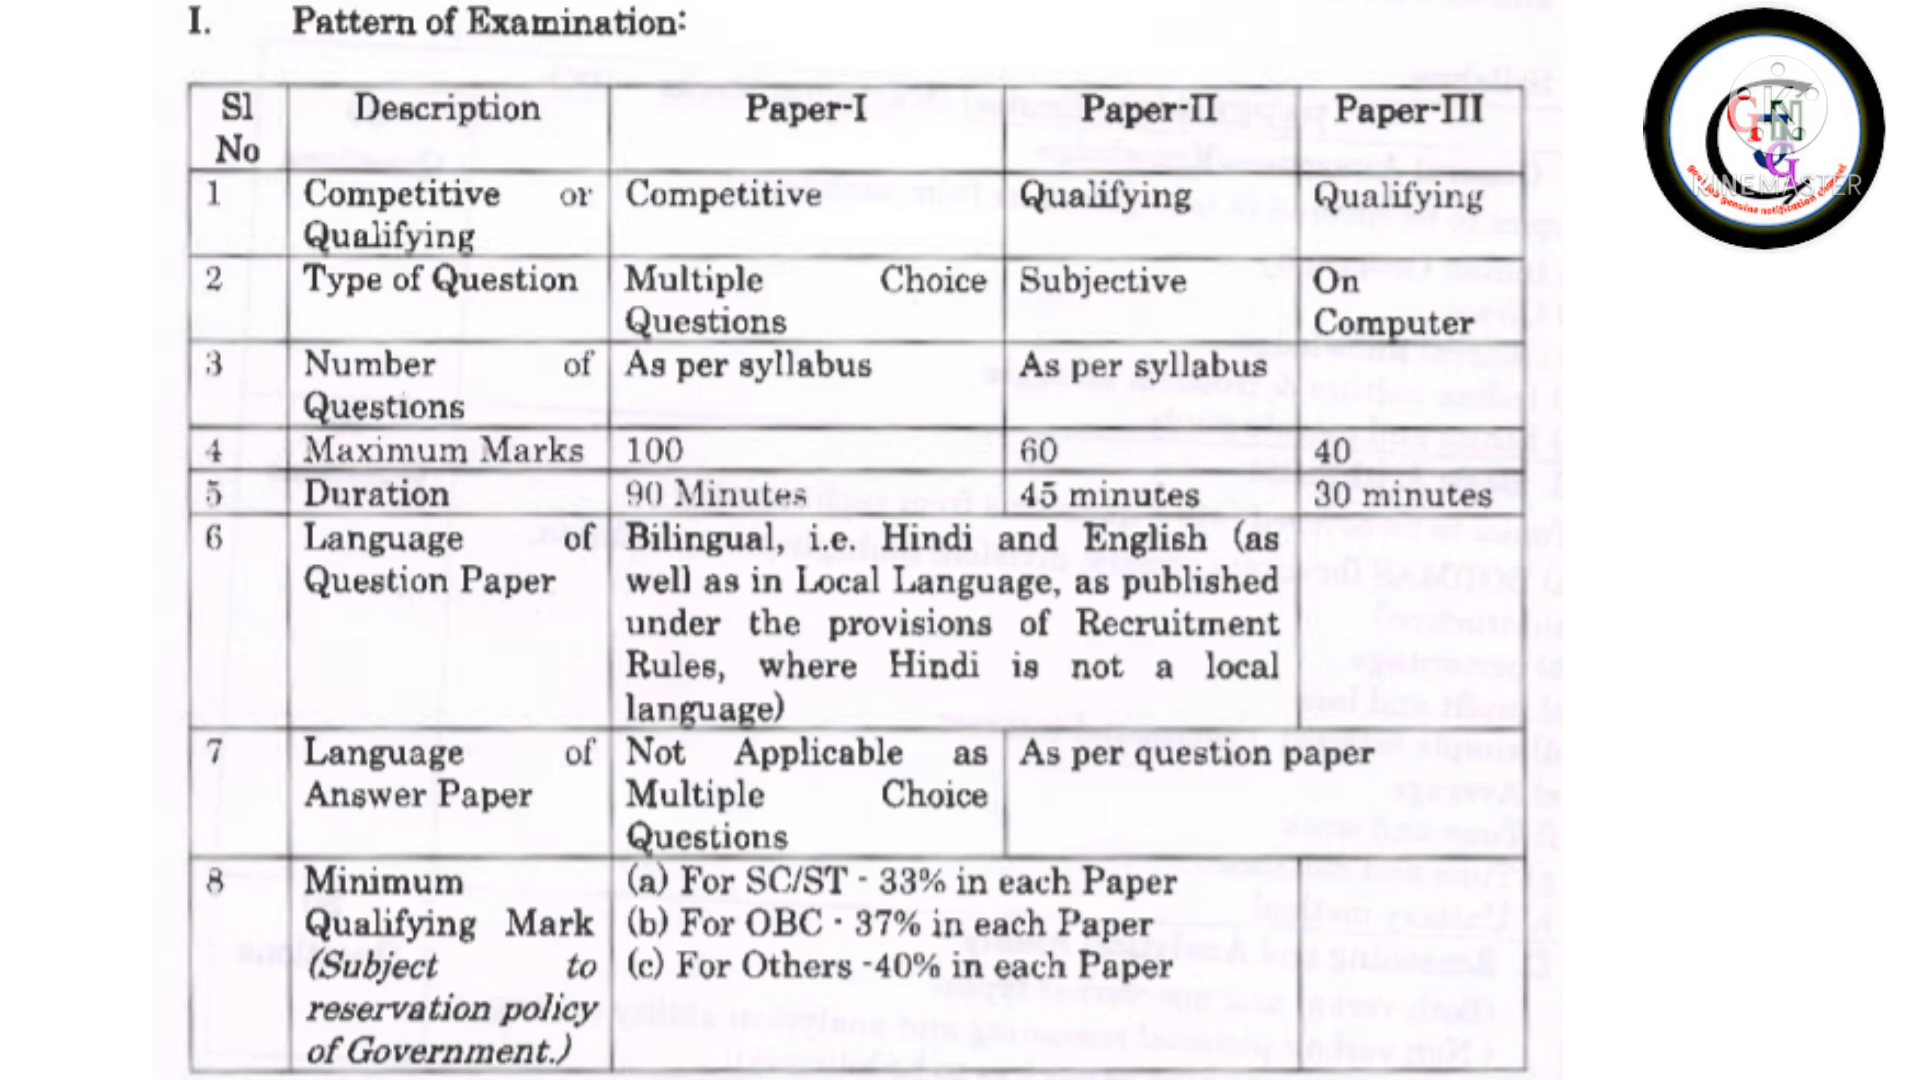 I. Pattern of Examination:
Sl No Description Paper-I Paper-II Paper-III
1 Competitive or Competitive Qualifying Qualifying
Qualifying
2 Type of Question Multiple Choice Subjective On
Questions Computer
3 Number of As per syllabus As per syllabus
Questions
4 Maximum Marks 100 60 40
5 Duration 90 Minutes 45 minutes 30 minutes
6 Language of Bilingual, i.e. Hindi and English (as
Question Paper well as in Local Language, as published
under the provisions of Recruitment
Rules, where Hindi is not a local
language)
7 Language of Not Applicable as As per question paper
Answer Paper Multiple Choice
Questions
8 Minimum (a) For SC/ST - 33% in each Paper
Qualifying Mark (b) For OBC - 37% in each Paper
(Subject to (c) For Others -40% in each Paper
reservation policy
of Government.)
KINEMASTER
genuine notification channel